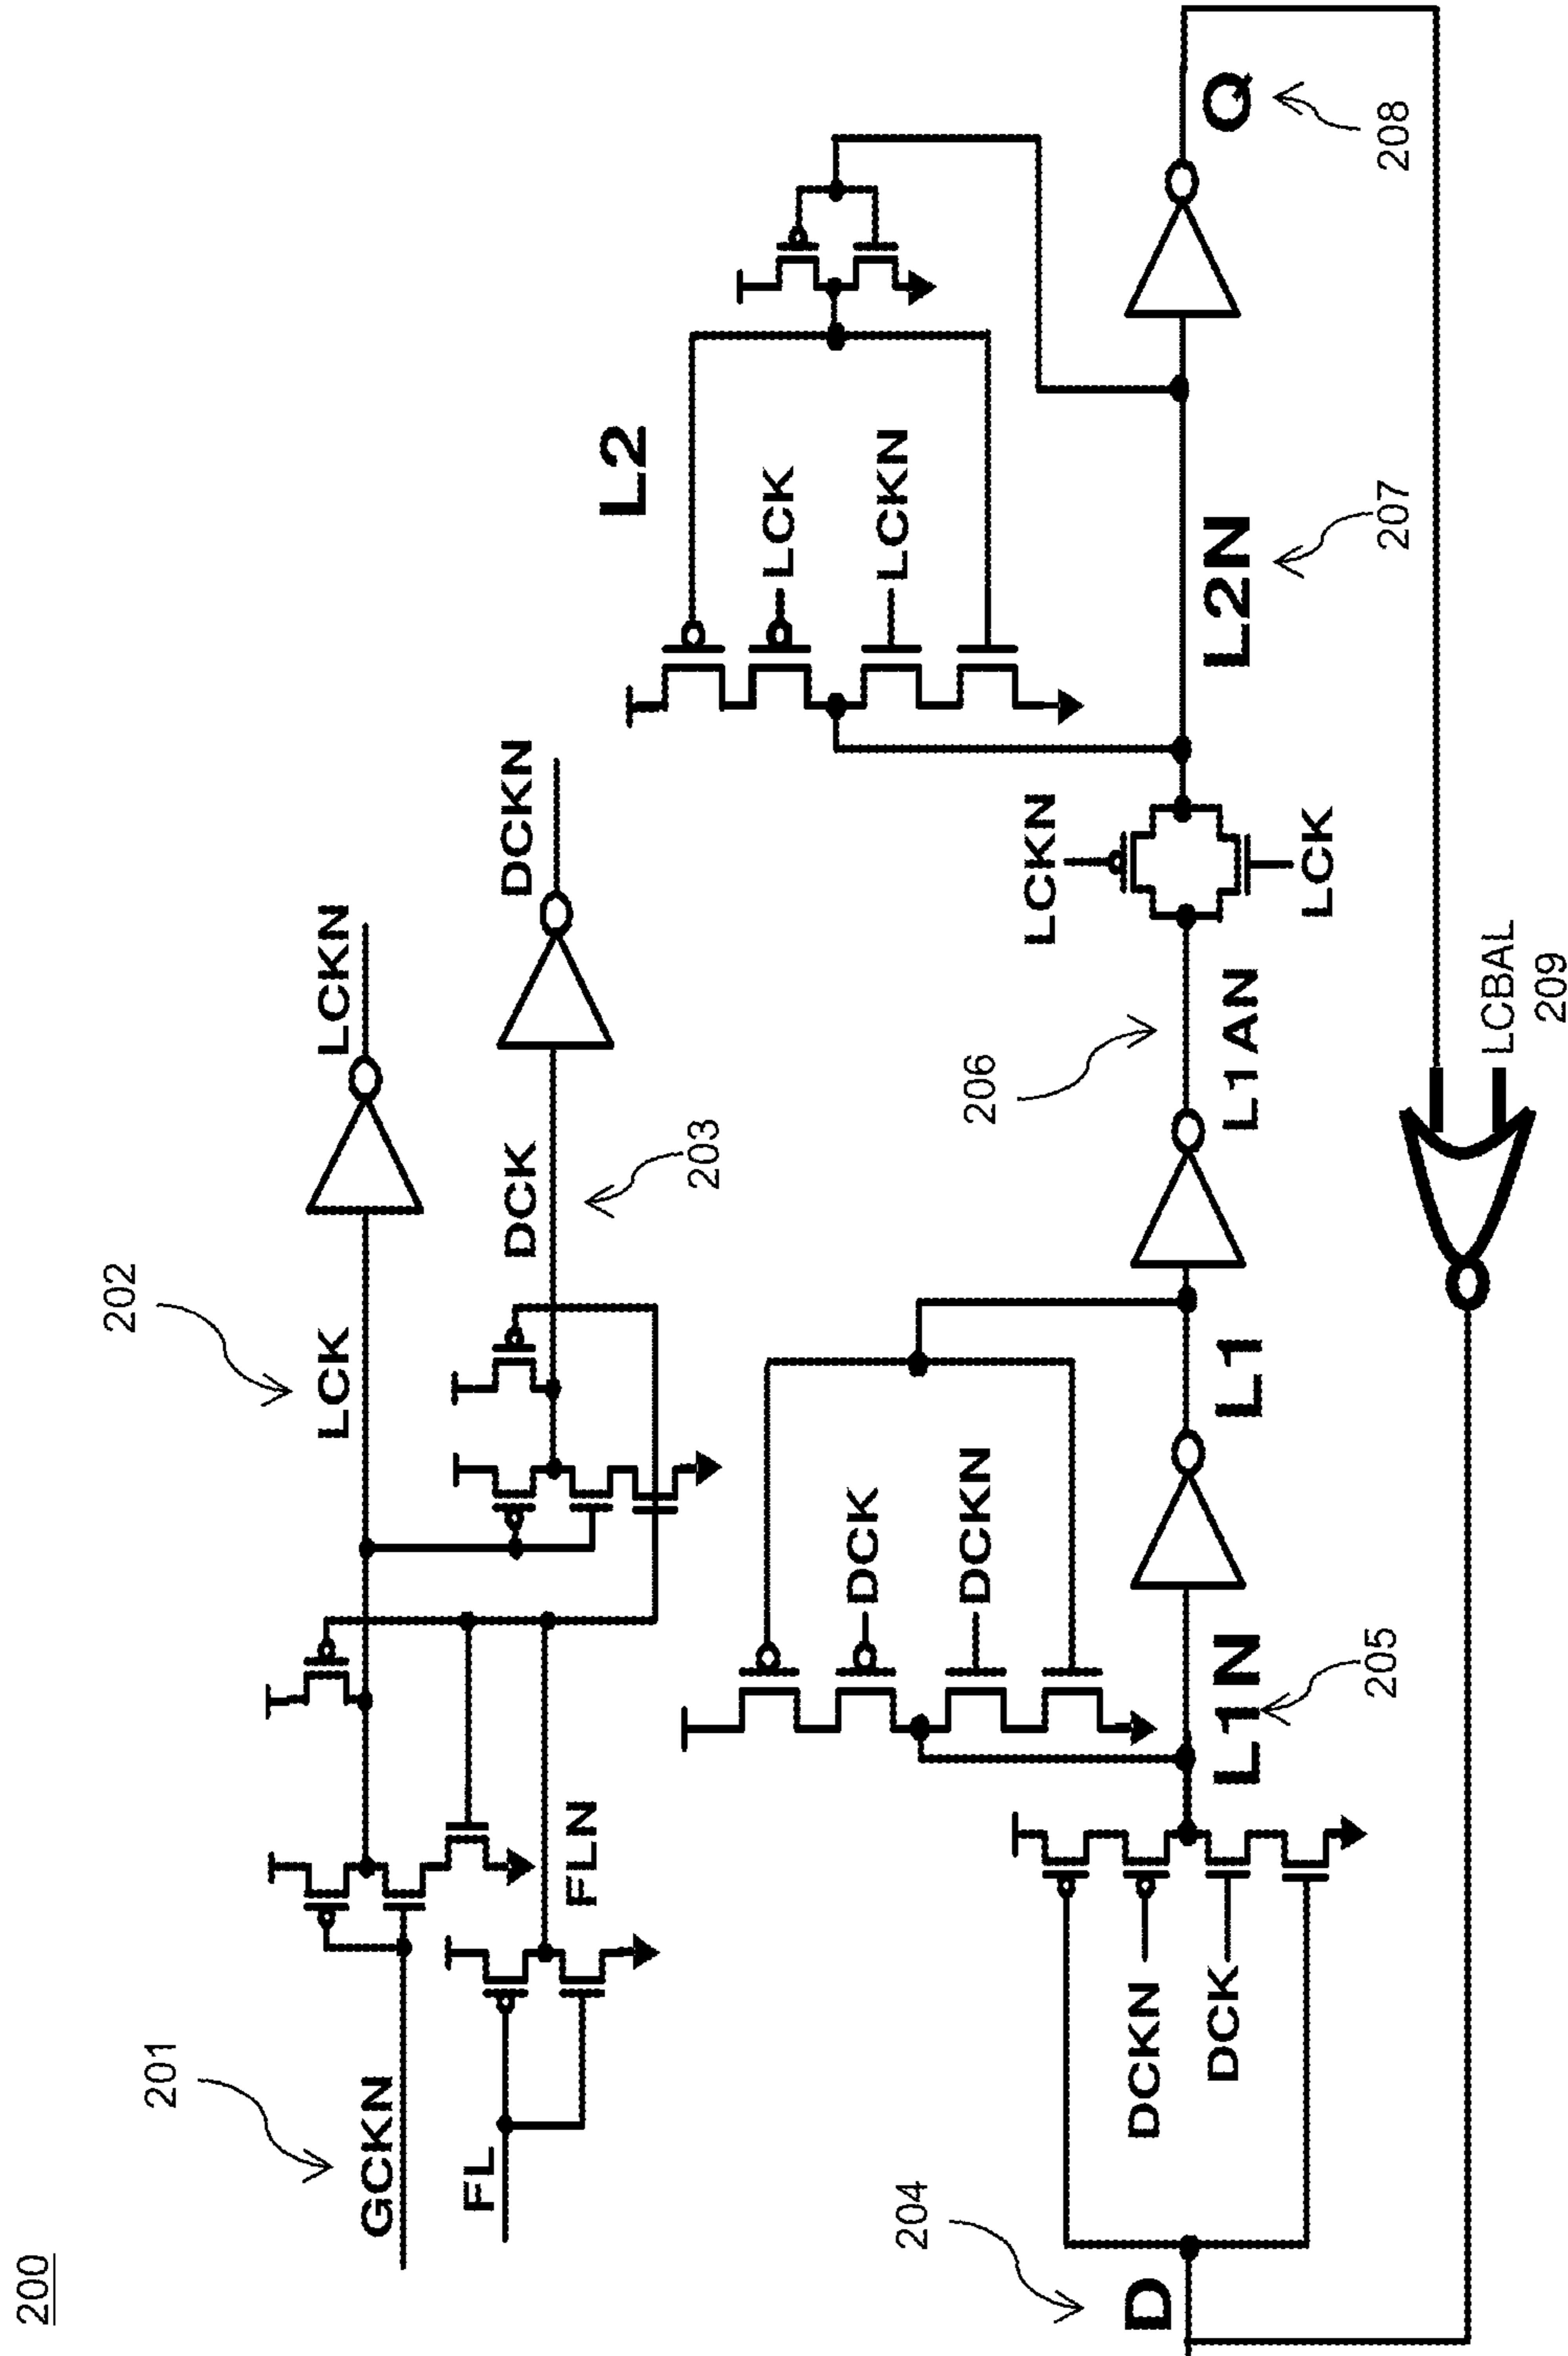 200
201
GCKN
FL
FLN
202
LCK
LCKN
203
DCK
DCKN
204
D
DCKN
DCK
205
L1N
DCK
DCKN
L1
206
L1AN
LCKN
LCK
L2
LCK
LCKN
207
L2N
208
Q
LCBAL
209